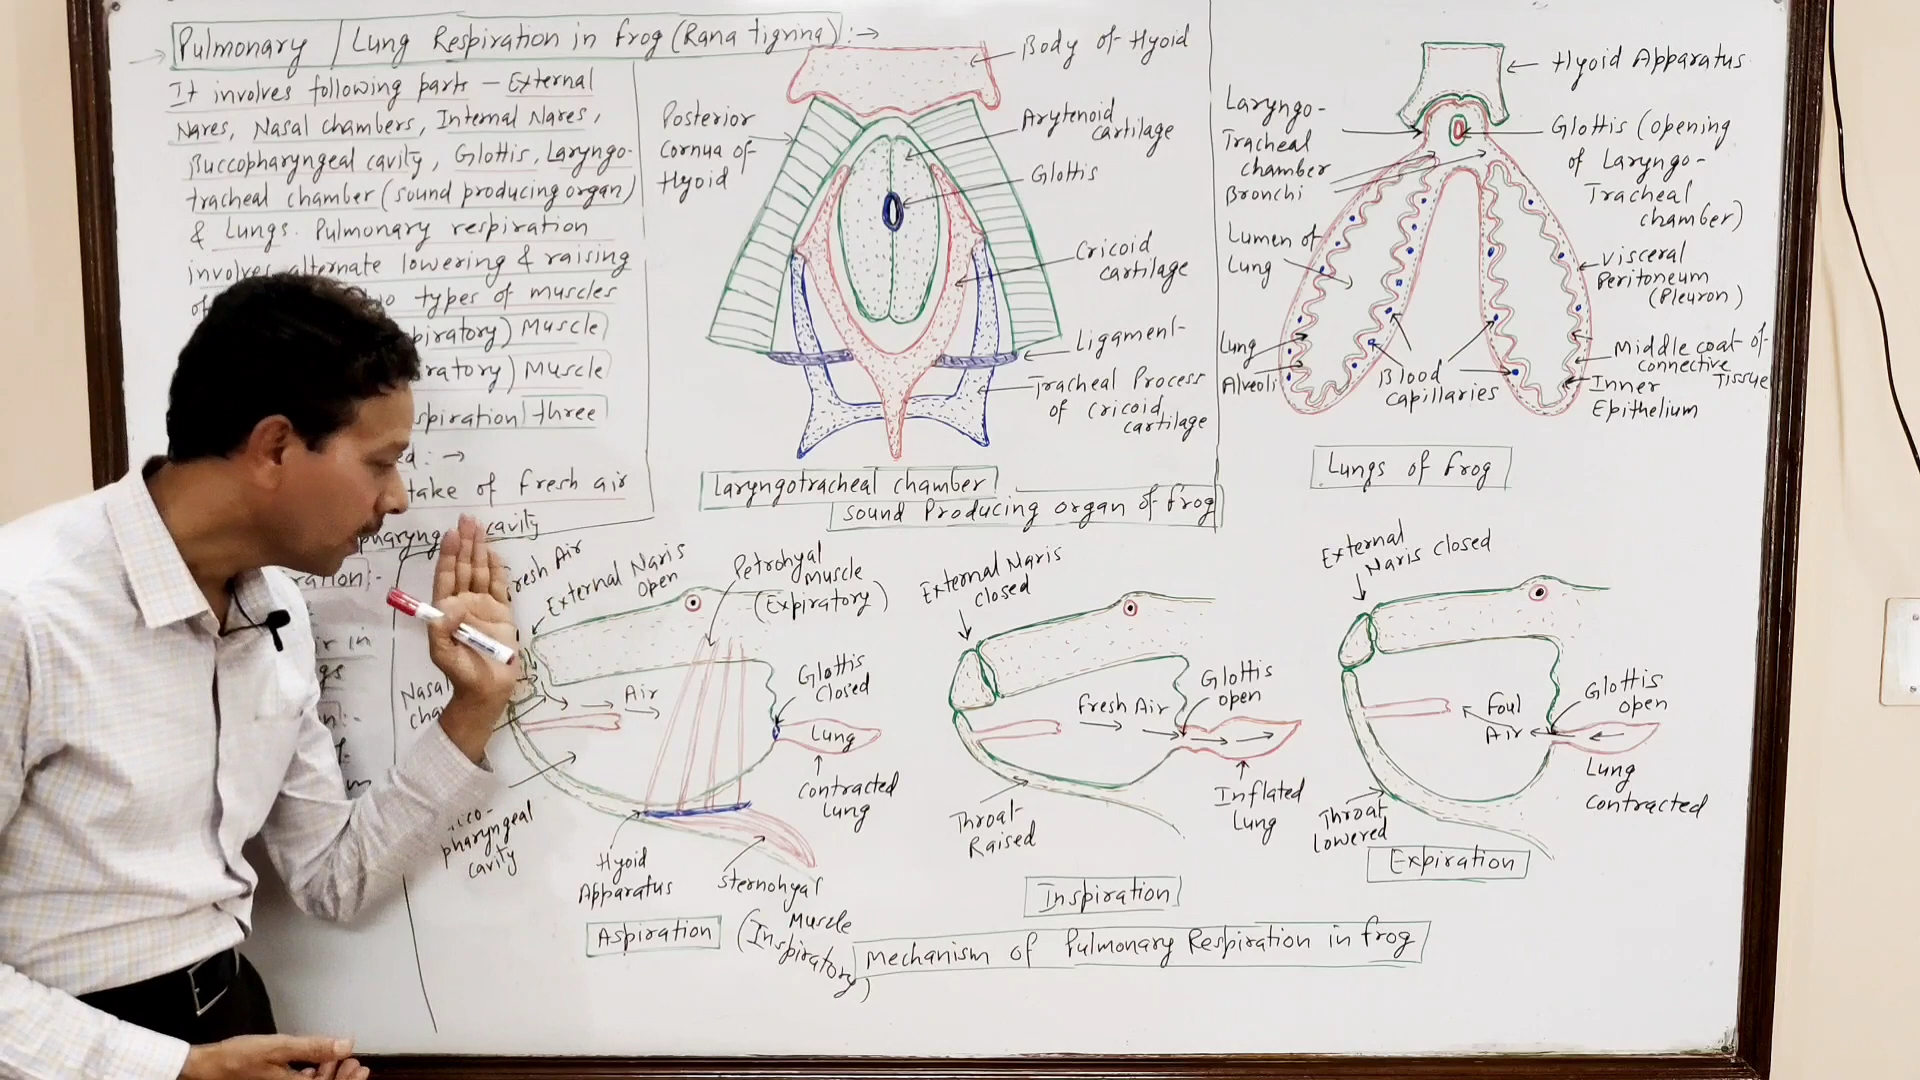 Pulmonary / Lung Respiration in frog (Rana tigrina) :→
It involves following parts – External
Nares, Nasal chambers, Internal Nares,
Buccopharyngeal cavity, Glottis, Laryngo-
tracheal chamber (sound producing organ)
& Lungs. Pulmonary respiration
involves alternate lowering & raising
of
two types of muscles
Muscle
Muscle
three
:→
of fresh air
cavity
Posterior
Cornua of
Hyoid
Body of Hyoid
Arytenoid
cartilage
Glottis
Cricoid
cartilage
Ligament
Tracheal Process
of cricoid
cartilage
Laryngotracheal chamber
Sound Producing organ of frog
Laryngo-
Tracheal
chamber
Bronchi
Lumen of
Lung
Lung
Alveoli
Blood
capillaries
Hyoid Apparatus
Glottis (opening
of Laryngo-
Tracheal
chamber)
Visceral
Peritoneum
(Pleuron)
Middle coat of
connective Tissue
Inner
Epithelium
Lungs of frog
Air
External Naris
Open
Petrohyal
Muscle
(Expiratory)
Air
Glottis
Closed
Lung
Contracted
Lung
pharyngeal
cavity
Hyoid
Apparatus
Sternohyal
Muscle
(Inspiratory)
Aspiration
External Naris
closed
Fresh Air
Glottis
open
Throat
Raised
Inflated
Lung
Inspiration
External
Naris closed
Foul
Air
Glottis
open
Throat
Lowered
Lung
Contracted
Expiration
Mechanism of Pulmonary Respiration in frog